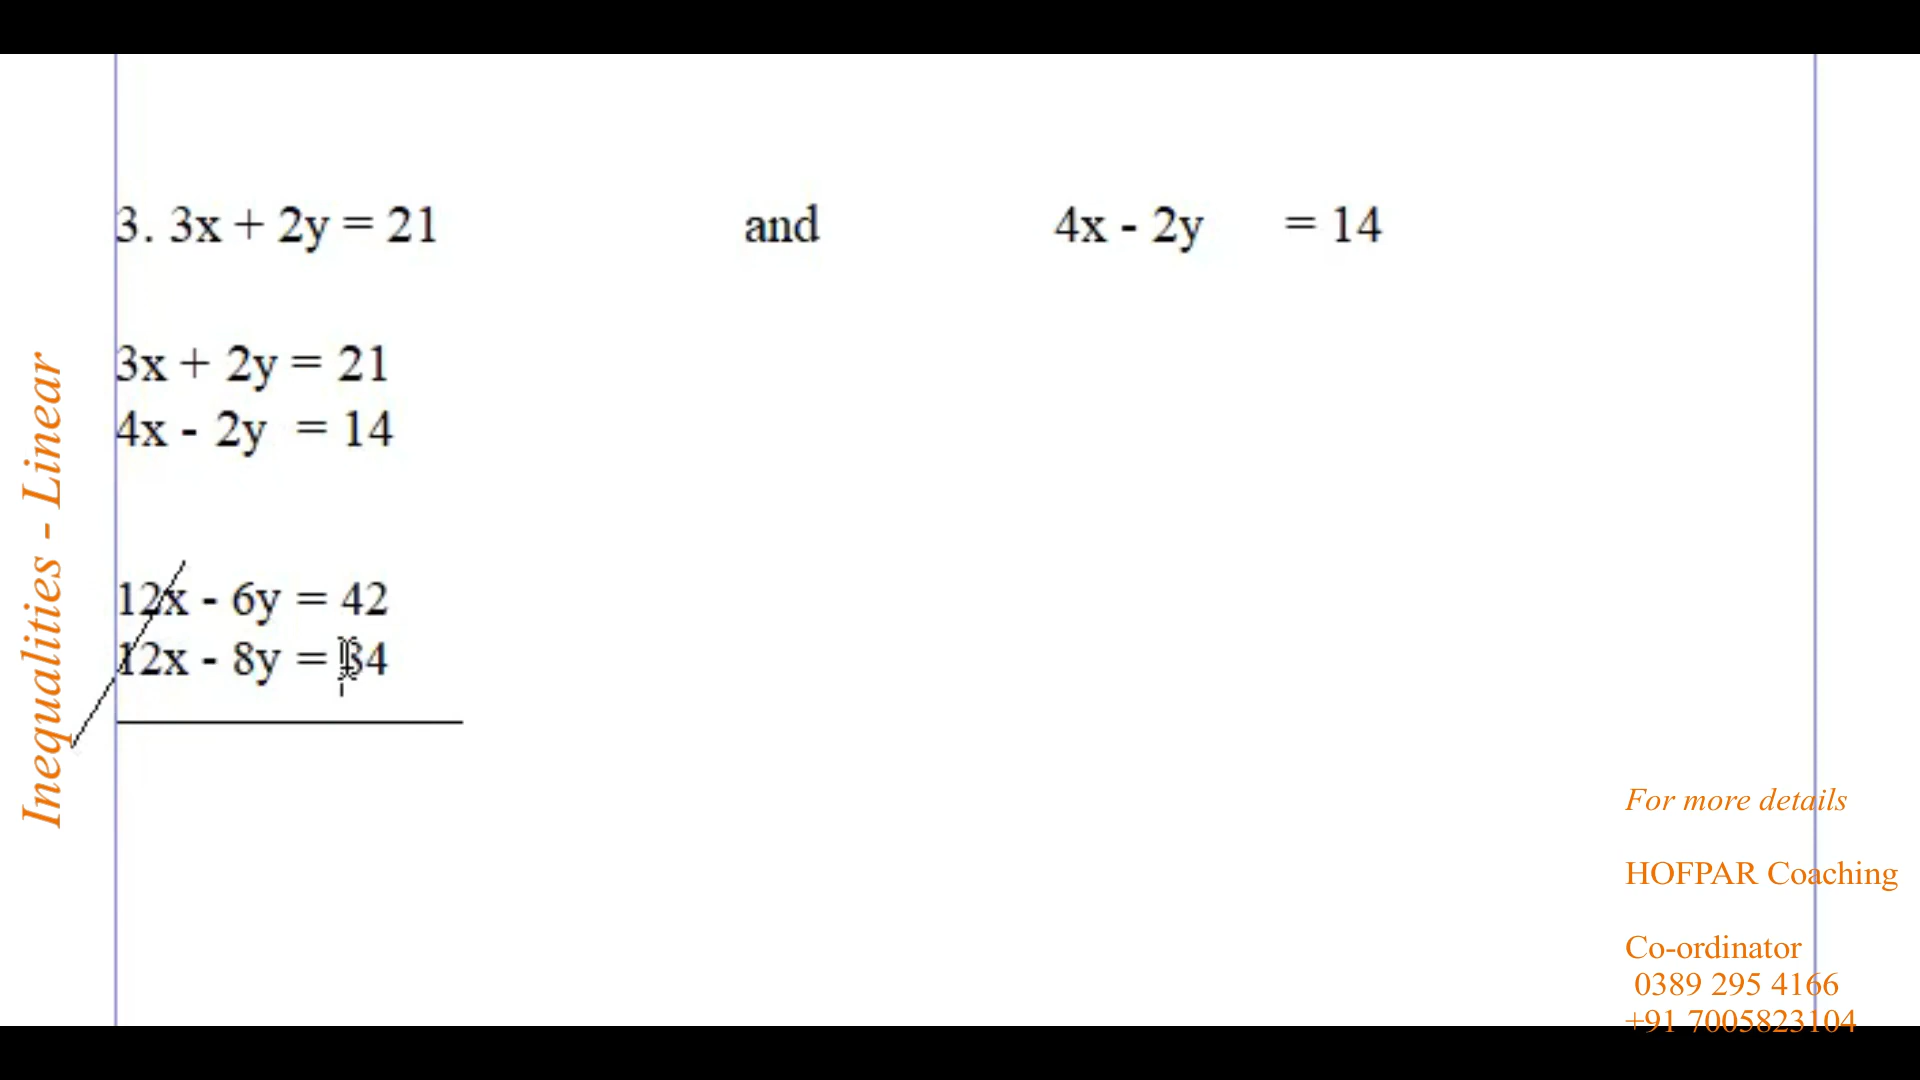 3. 3x + 2y = 21 and 4x - 2y = 14
3x + 2y = 21
4x - 2y = 14
12x - 6y = 42
12x - 8y = 84
Inequalities - Linear
For more details
HOFPAR Coaching
Co-ordinator
0389 295 4166
+91 7005823104